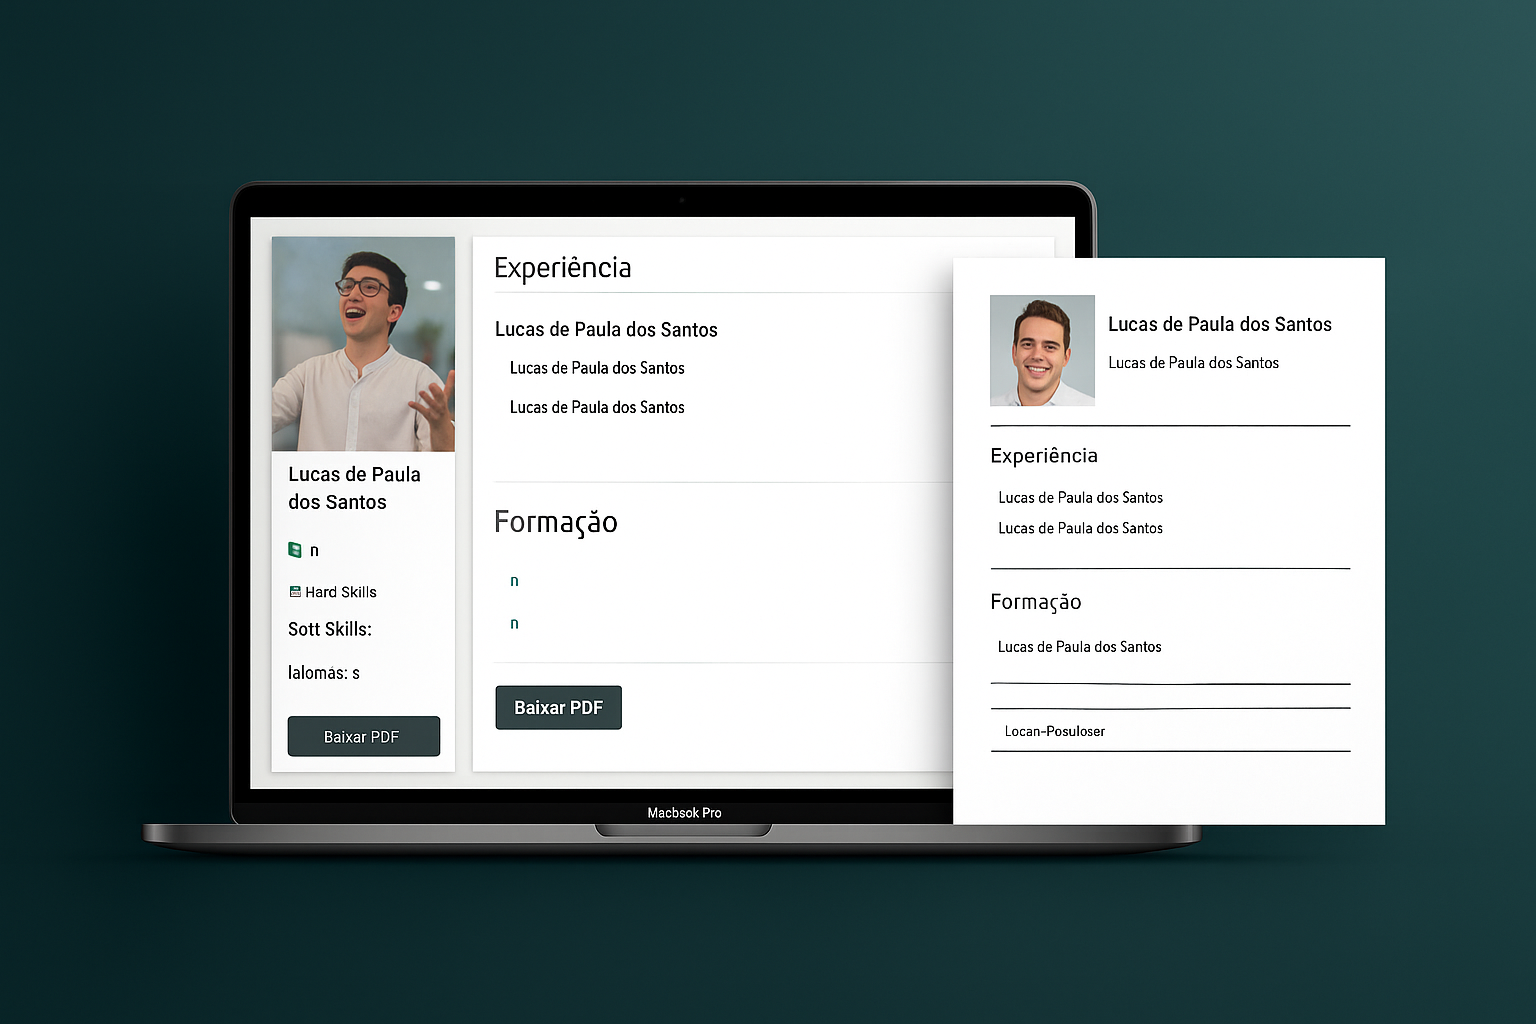 Lucas de Paula
dos Santos
n
Hard Skills
Sott Skills:
Ialomás: s
Baixar PDF
Experiência
Lucas de Paula dos Santos
Lucas de Paula dos Santos
Lucas de Paula dos Santos
Formação
n
n
Baixar PDF
Macbsok Pro
Lucas de Paula dos Santos
Lucas de Paula dos Santos
Experiência
Lucas de Paula dos Santos
Lucas de Paula dos Santos
Formação
Lucas de Paula dos Santos
Locan-Posuloser